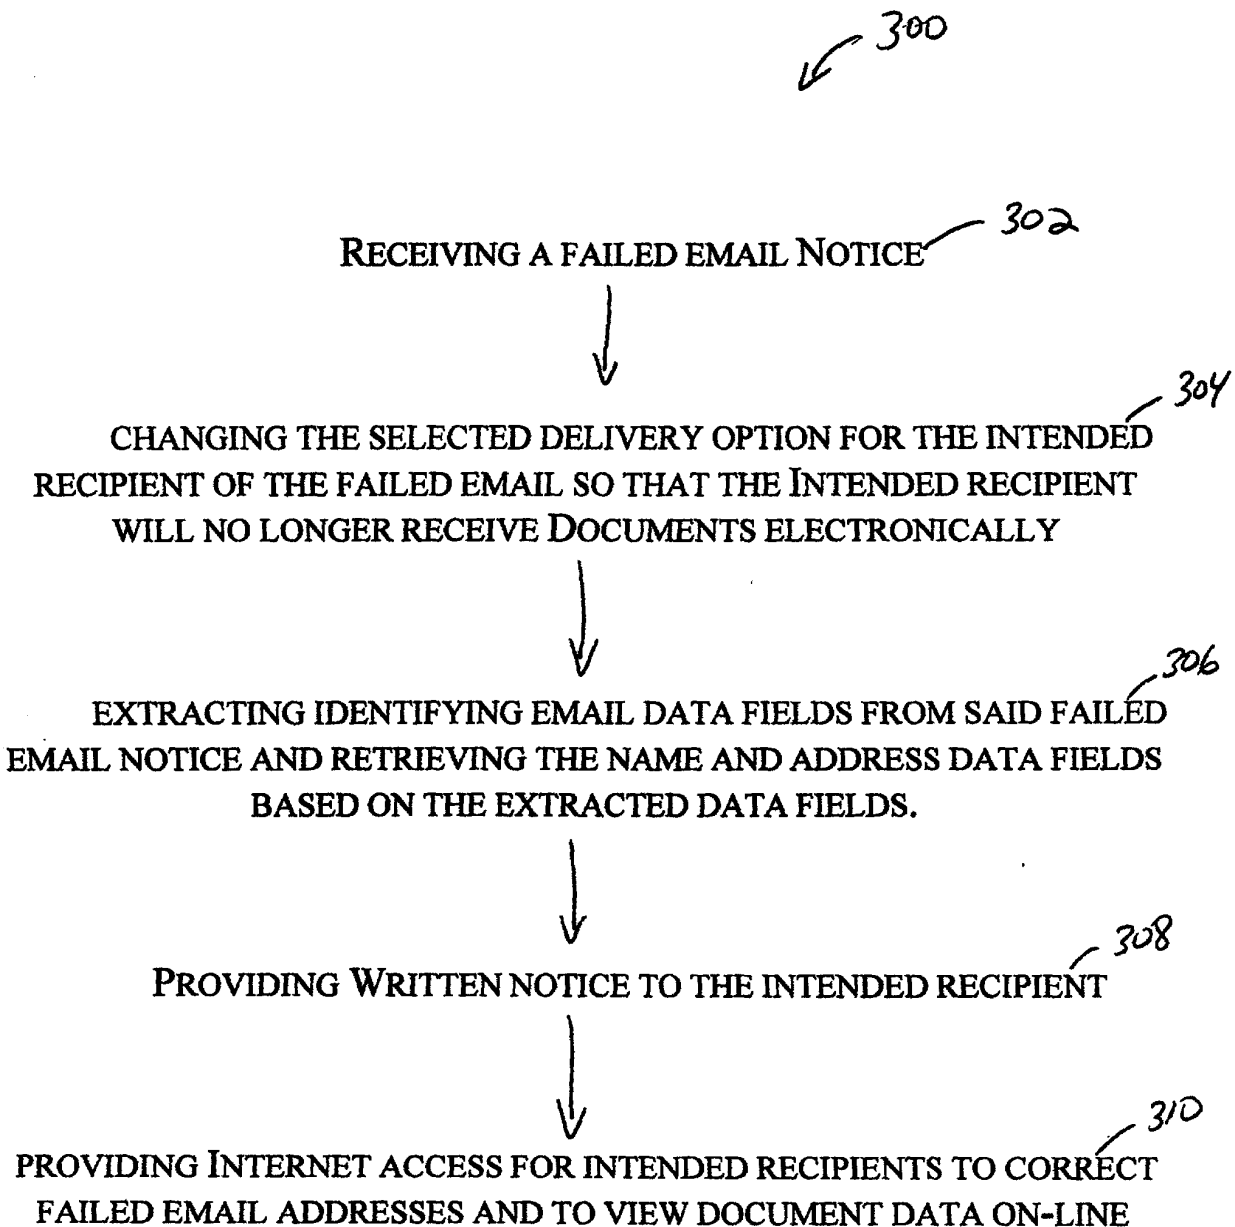 300
RECEIVING A FAILED EMAIL NOTICE 302
304
CHANGING THE SELECTED DELIVERY OPTION FOR THE INTENDED
RECIPIENT OF THE FAILED EMAIL SO THAT THE INTENDED RECIPIENT
WILL NO LONGER RECEIVE DOCUMENTS ELECTRONICALLY
306
EXTRACTING IDENTIFYING EMAIL DATA FIELDS FROM SAID FAILED
EMAIL NOTICE AND RETRIEVING THE NAME AND ADDRESS DATA FIELDS
BASED ON THE EXTRACTED DATA FIELDS.
308
PROVIDING WRITTEN NOTICE TO THE INTENDED RECIPIENT
310
PROVIDING INTERNET ACCESS FOR INTENDED RECIPIENTS TO CORRECT
FAILED EMAIL ADDRESSES AND TO VIEW DOCUMENT DATA ON-LINE